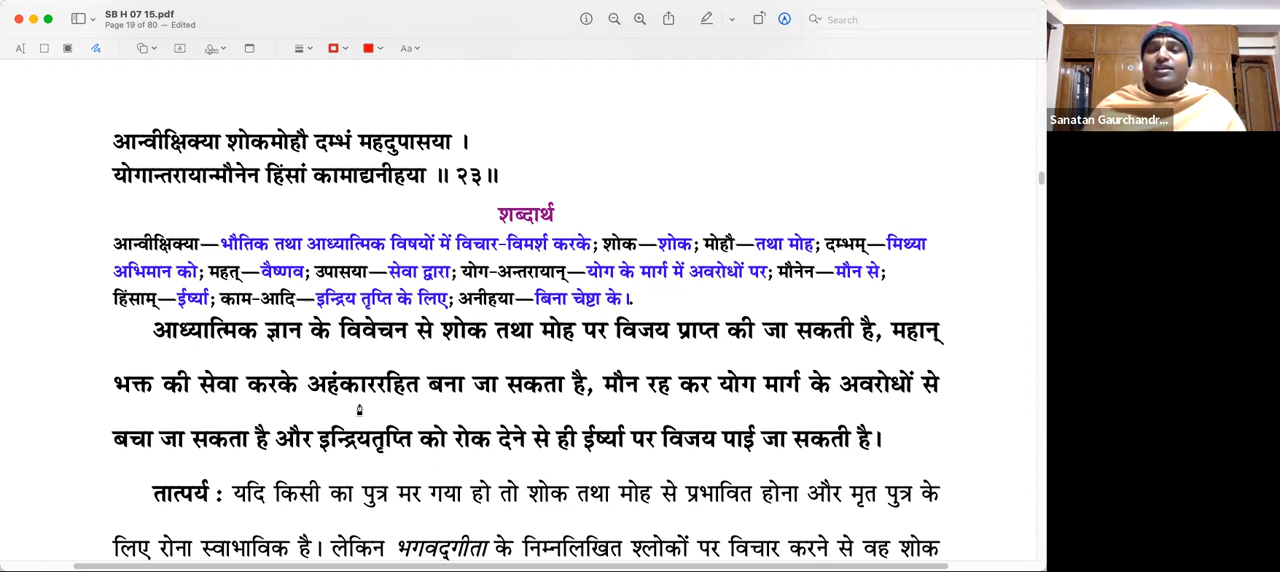 SB H 07 15.pdf
Page 19 of 80 — Edited
Search
Aa
Sanatan Gaurchandr...
आन्वीक्षिक्या शोकमोहौ दम्भं महदुपासया ।
योगान्तरायान्मौनेन हिंसां कामाद्यनीहया ॥ २३॥
शब्दार्थ
आन्वीक्षिक्या—भौतिक तथा आध्यात्मिक विषयों में विचार-विमर्श करके; शोक—शोक; मोहौ—तथा मोह; दम्भम्—मिथ्या
अभिमान को; महत्—वैष्णव; उपासया—सेवा द्वारा; योग-अन्तरायान्—योग के मार्ग में अवरोधों पर; मौनेन—मौन से;
हिंसाम्—ईर्ष्या; काम-आदि—इन्द्रिय तृप्ति के लिए; अनीहया—बिना चेष्टा के।.
आध्यात्मिक ज्ञान के विवेचन से शोक तथा मोह पर विजय प्राप्त की जा सकती है, महान्
भक्त की सेवा करके अहंकाररहित बना जा सकता है, मौन रह कर योग मार्ग के अवरोधों से
बचा जा सकता है और इन्द्रियतृप्ति को रोक देने से ही ईर्ष्या पर विजय पाई जा सकती है।
तात्पर्य : यदि किसी का पुत्र मर गया हो तो शोक तथा मोह से प्रभावित होना और मृत पुत्र के
लिए रोना स्वाभाविक है। लेकिन भगवद्गीता के निम्नलिखित श्लोकों पर विचार करने से वह शोक